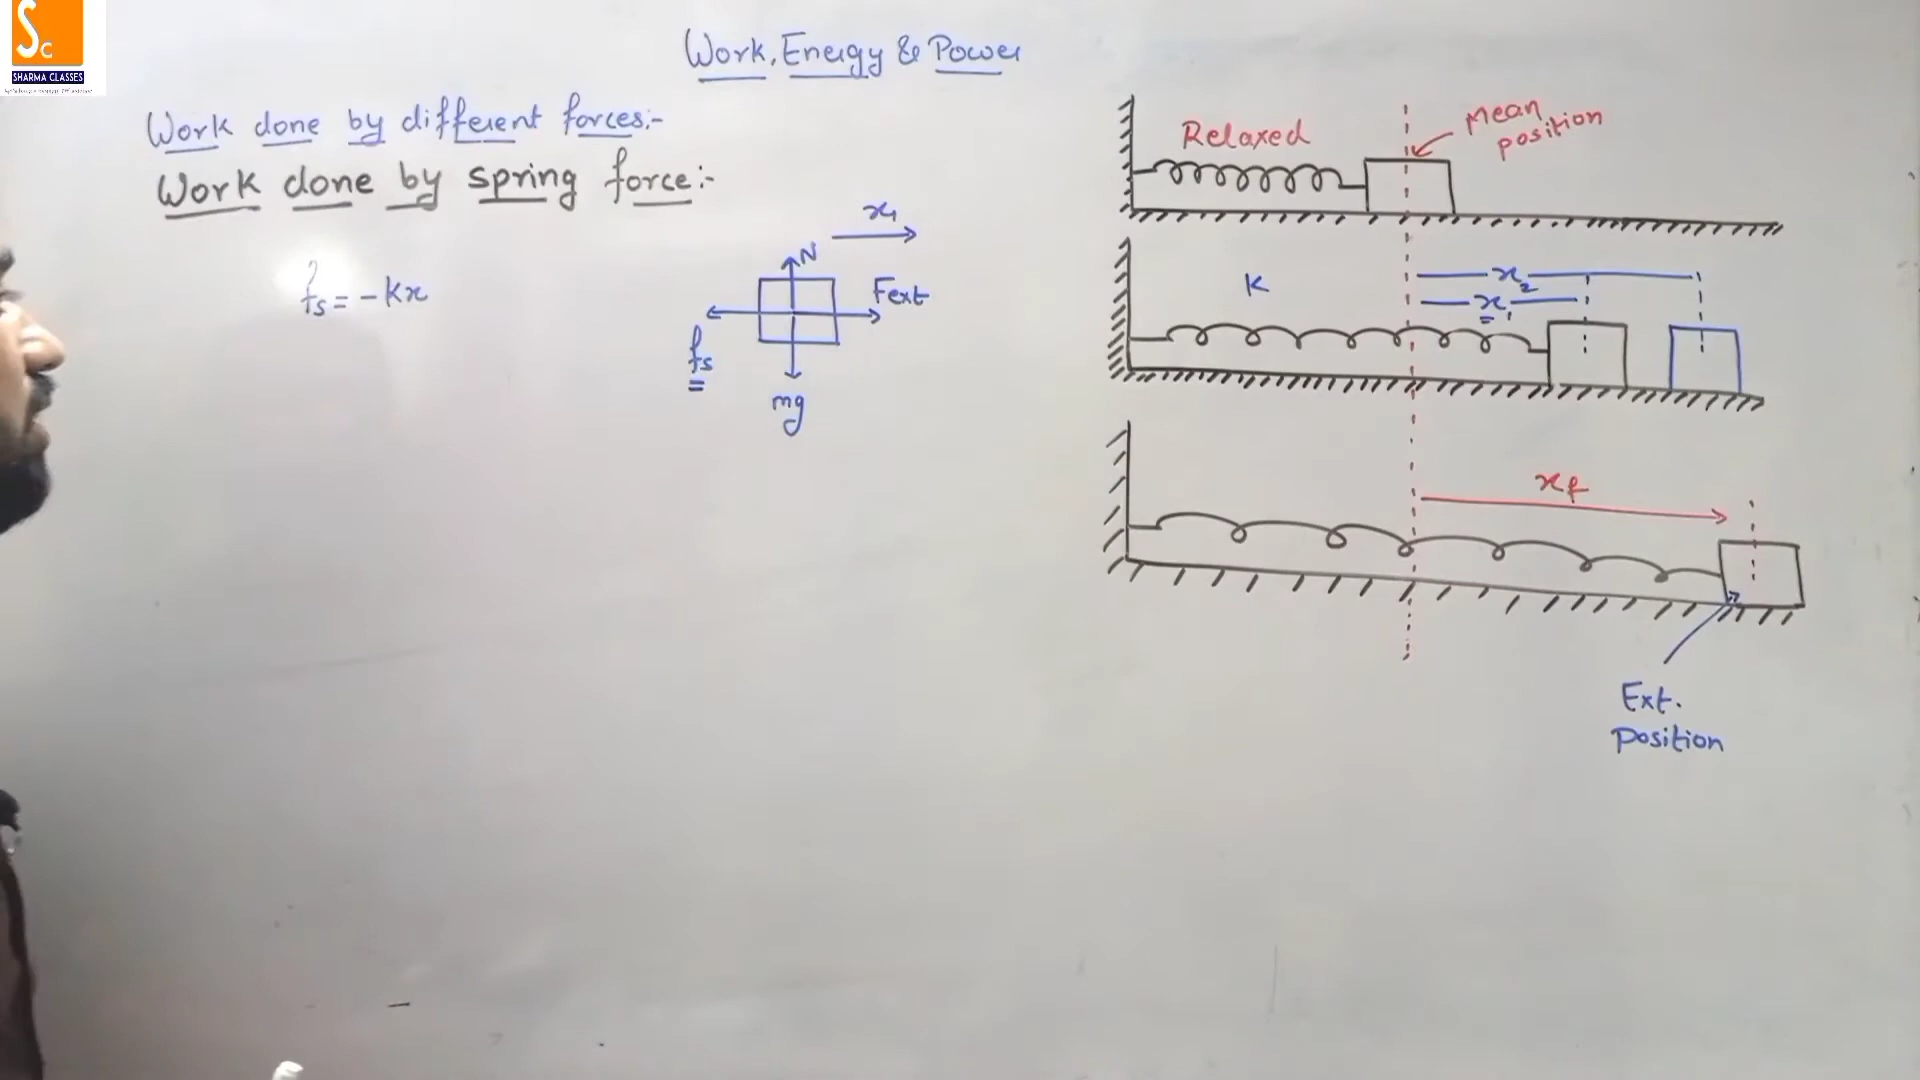 Sc
SHARMA CLASSES
Work, Energy & Power
Work done by different forces:-
Work done by spring force:-
fs = -kx
x₁
N
Fext
fs
mg
Relaxed
Mean
position
K
x₂
x₁
xf
Ext.
Position